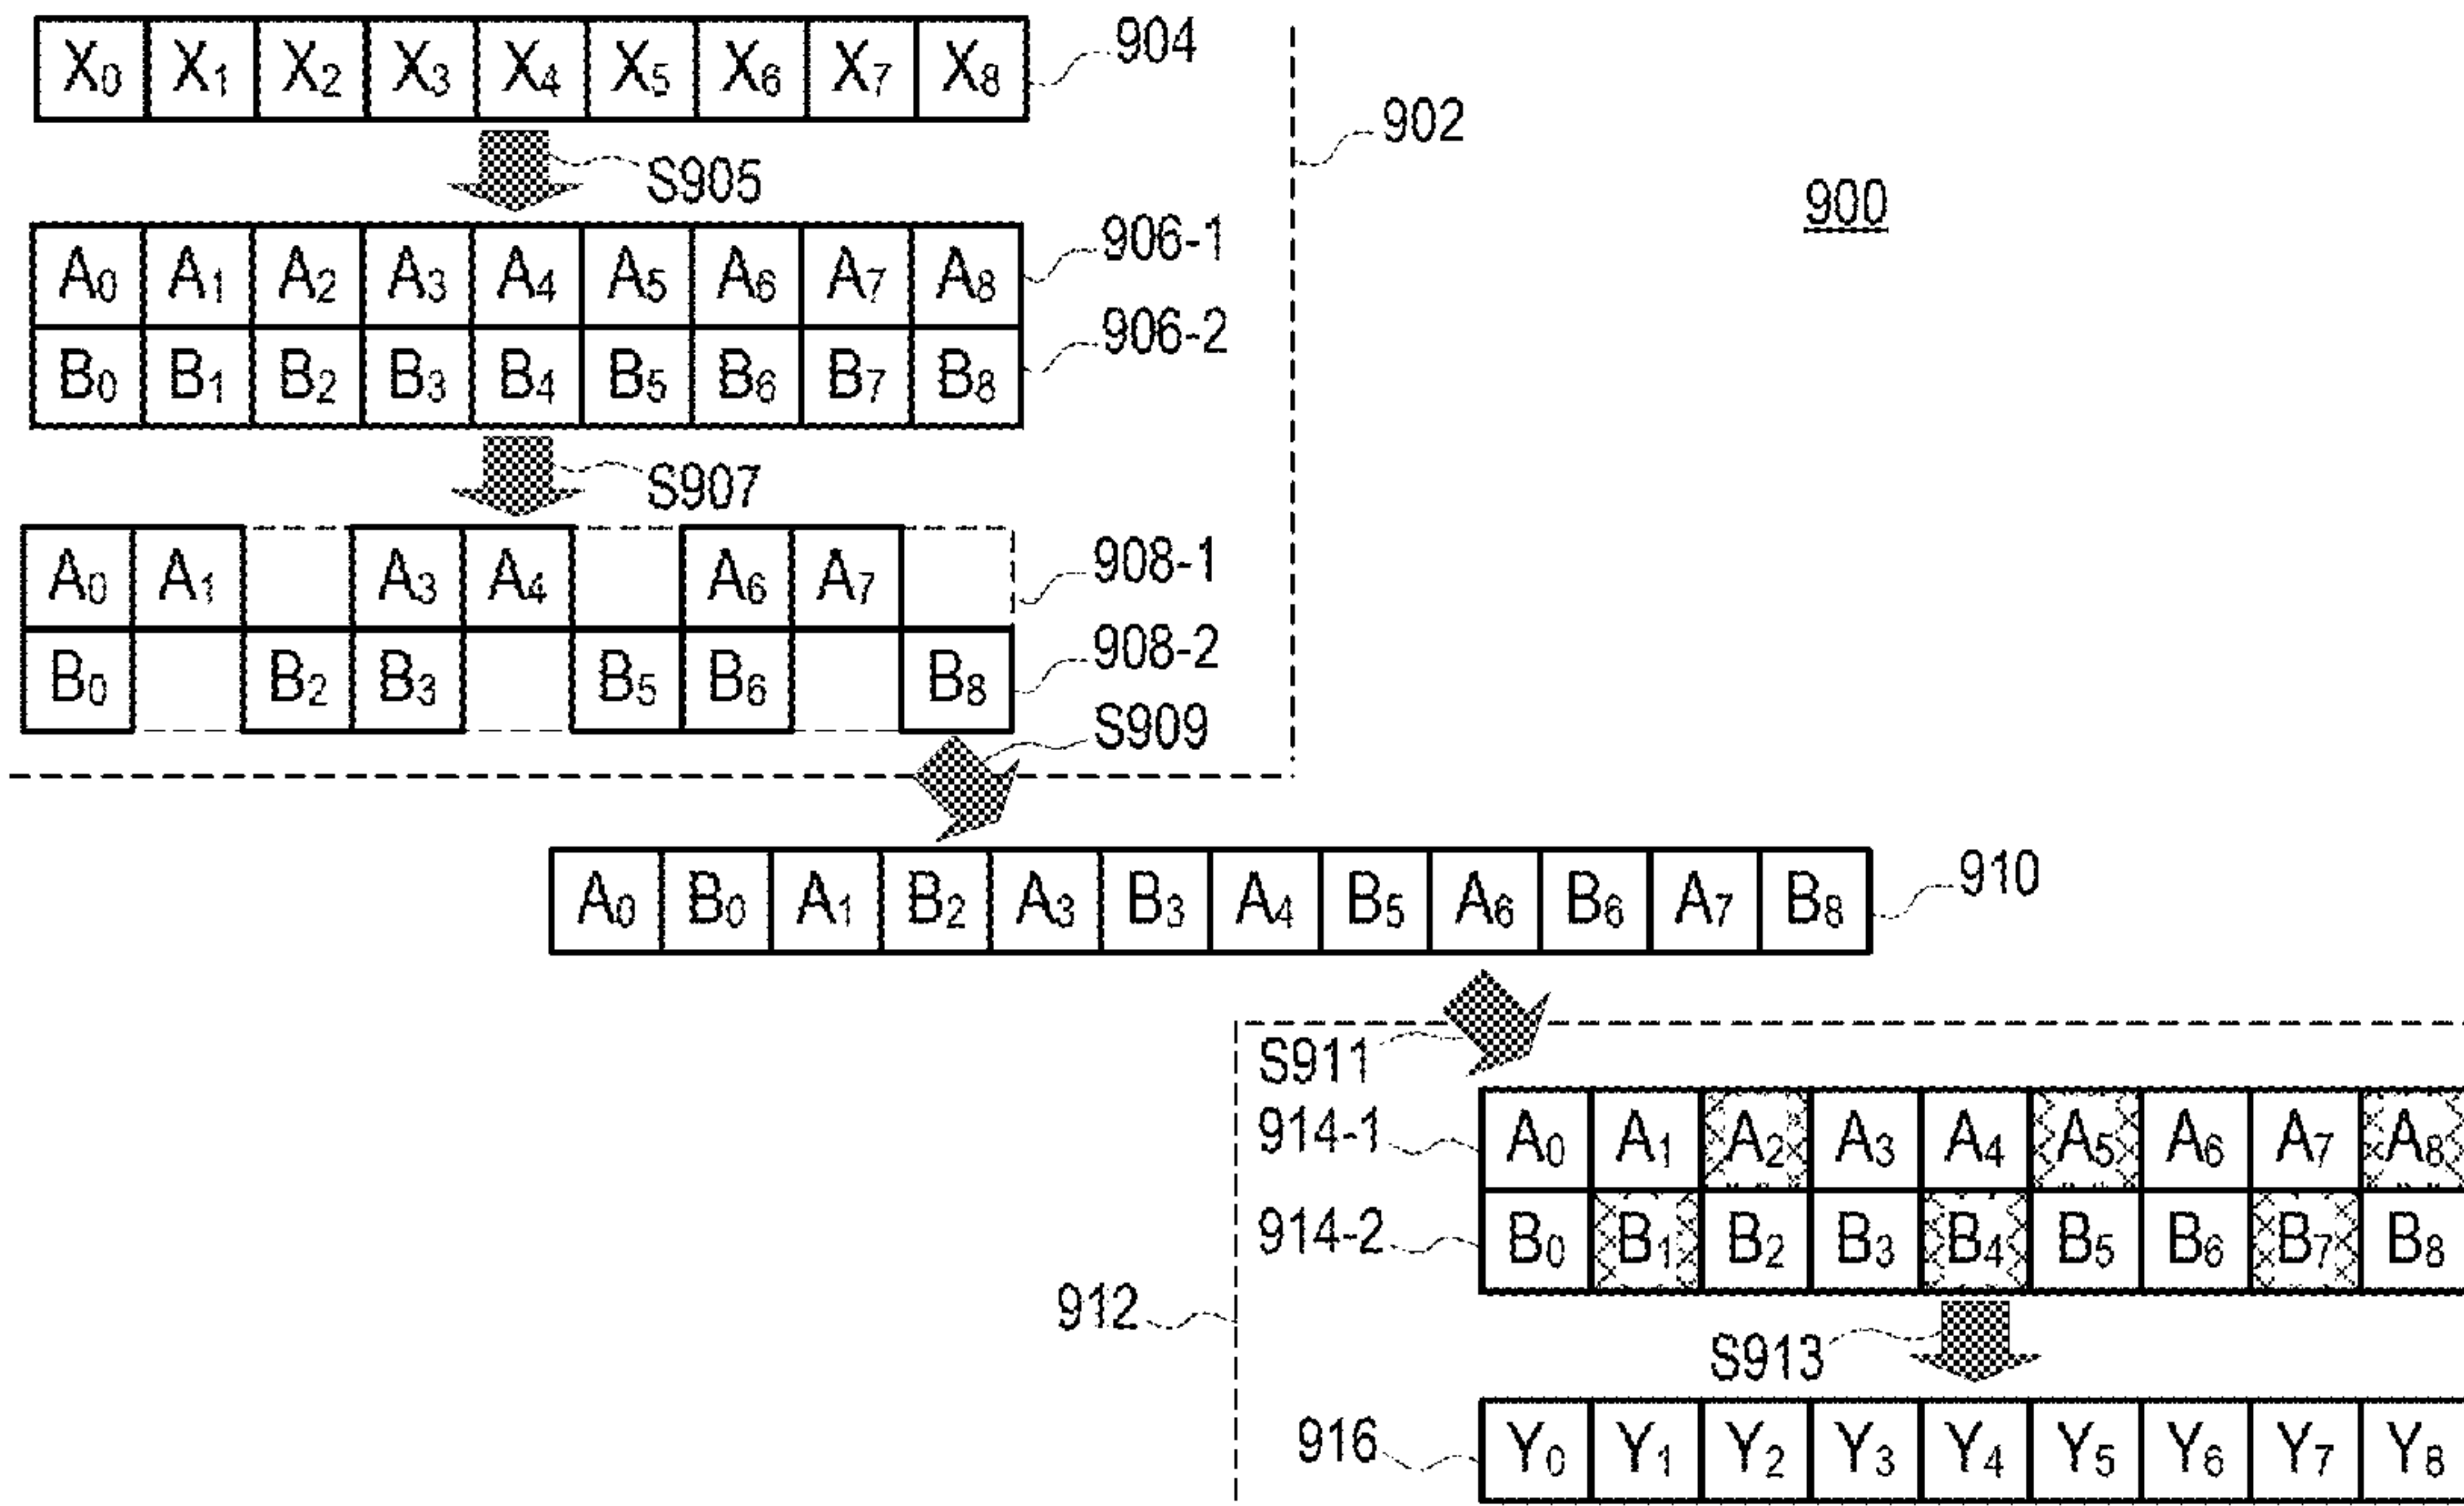 X₀ X₁ X₂ X₃ X₄ X₅ X₆ X₇ X₈ 904
902
S905
900
A₀ A₁ A₂ A₃ A₄ A₅ A₆ A₇ A₈ 906-1
B₀ B₁ B₂ B₃ B₄ B₅ B₆ B₇ B₈ 906-2
S907
A₀ A₁ A₃ A₄ A₆ A₇ 908-1
B₀ B₂ B₃ B₅ B₆ B₈ 908-2
S909
A₀ B₀ A₁ B₂ A₃ B₃ A₄ B₅ A₆ B₆ A₇ B₈ 910
S911
914-1 A₀ A₁ A₂ A₃ A₄ A₅ A₆ A₇ A₈
914-2 B₀ B₁ B₂ B₃ B₄ B₅ B₆ B₇ B₈
912
S913
916 Y₀ Y₁ Y₂ Y₃ Y₄ Y₅ Y₆ Y₇ Y₈